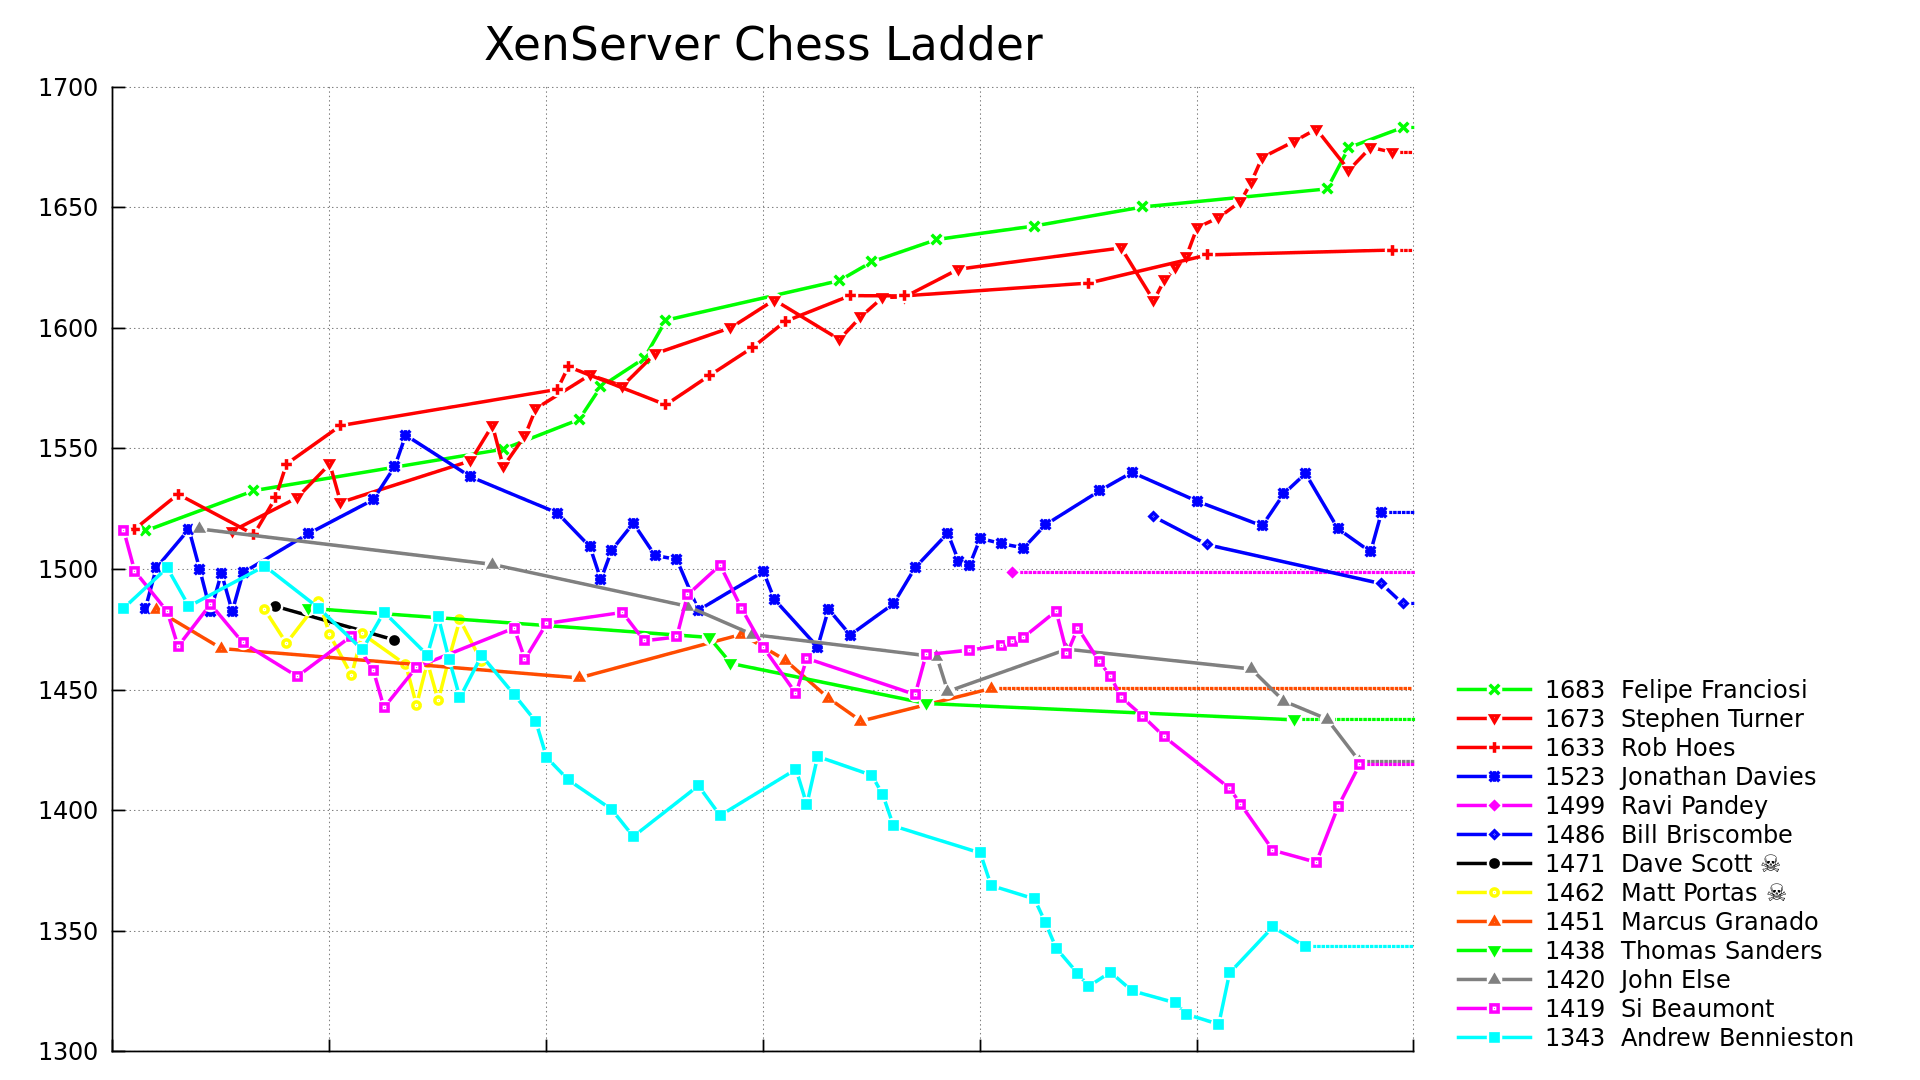 XenServer Chess Ladder
1700
1650
1600
1550
1500
1450
1400
1350
1300
1683 Felipe Franciosi
1673 Stephen Turner
1633 Rob Hoes
1523 Jonathan Davies
1499 Ravi Pandey
1486 Bill Briscombe
1471 Dave Scott ☠
1462 Matt Portas ☠
1451 Marcus Granado
1438 Thomas Sanders
1420 John Else
1419 Si Beaumont
1343 Andrew Bennieston